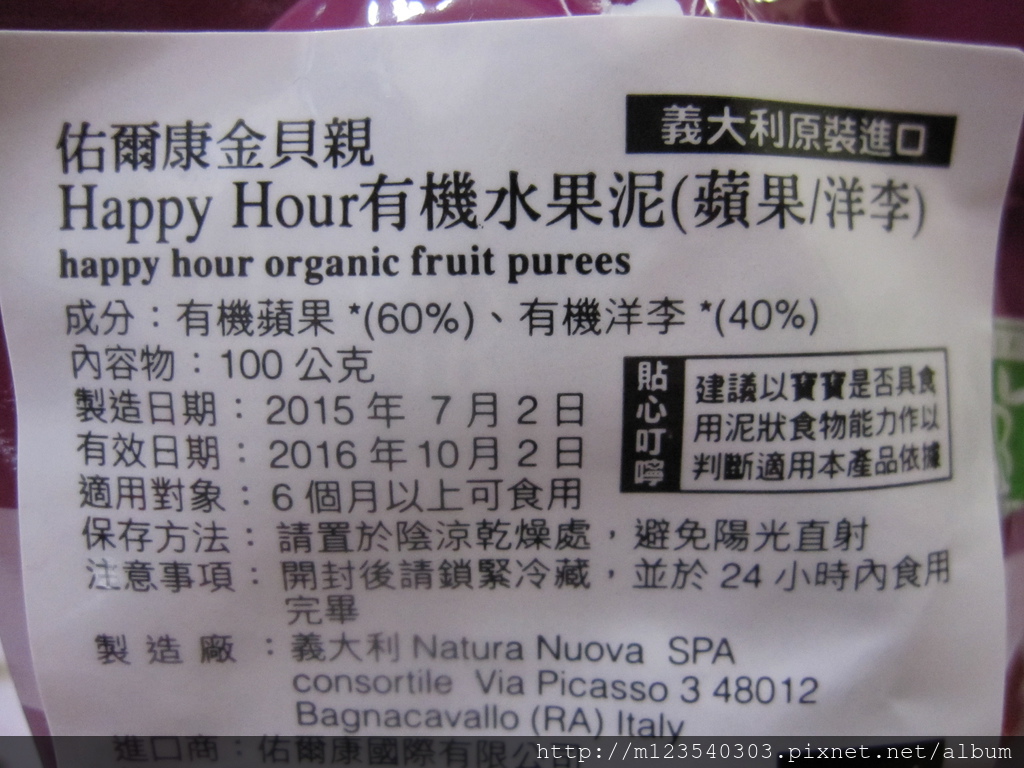 義大利原裝進口
佑爾康金貝親
Happy Hour有機水果泥(蘋果/洋李)
happy hour organic fruit purees
成分：有機蘋果 *(60%)、有機洋李 *(40%)
內容物：100 公克
製造日期：2015 年 7 月 2 日
有效日期：2016 年 10 月 2 日
適用對象：6 個月以上可食用
貼心叮嚀
建議以寶寶是否具食
用泥狀食物能力作以
判斷適用本產品依據
保存方法：請置於陰涼乾燥處，避免陽光直射
注意事項：開封後請鎖緊冷藏，並於 24 小時內食用
完畢
製造廠：義大利 Natura Nuova SPA
consortile Via Picasso 3 48012
Bagnacavallo (RA) Italy
進口商：佑爾康國際有限公司
http://m123540303.pixnet.net/album